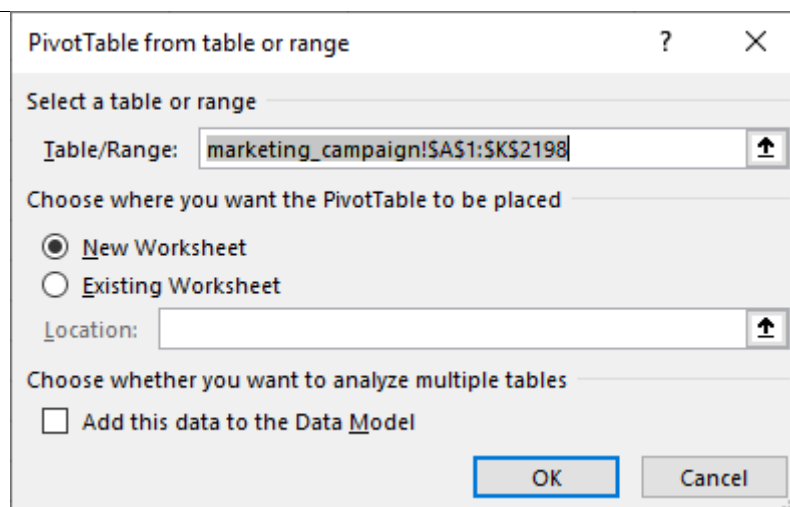 PivotTable from table or range ?
Select a table or range
Table/Range: marketing_campaign!$A$1:$K$2198
Choose where you want the PivotTable to be placed
New Worksheet
Existing Worksheet
Location:
Choose whether you want to analyze multiple tables
Add this data to the Data Model
OK Cancel